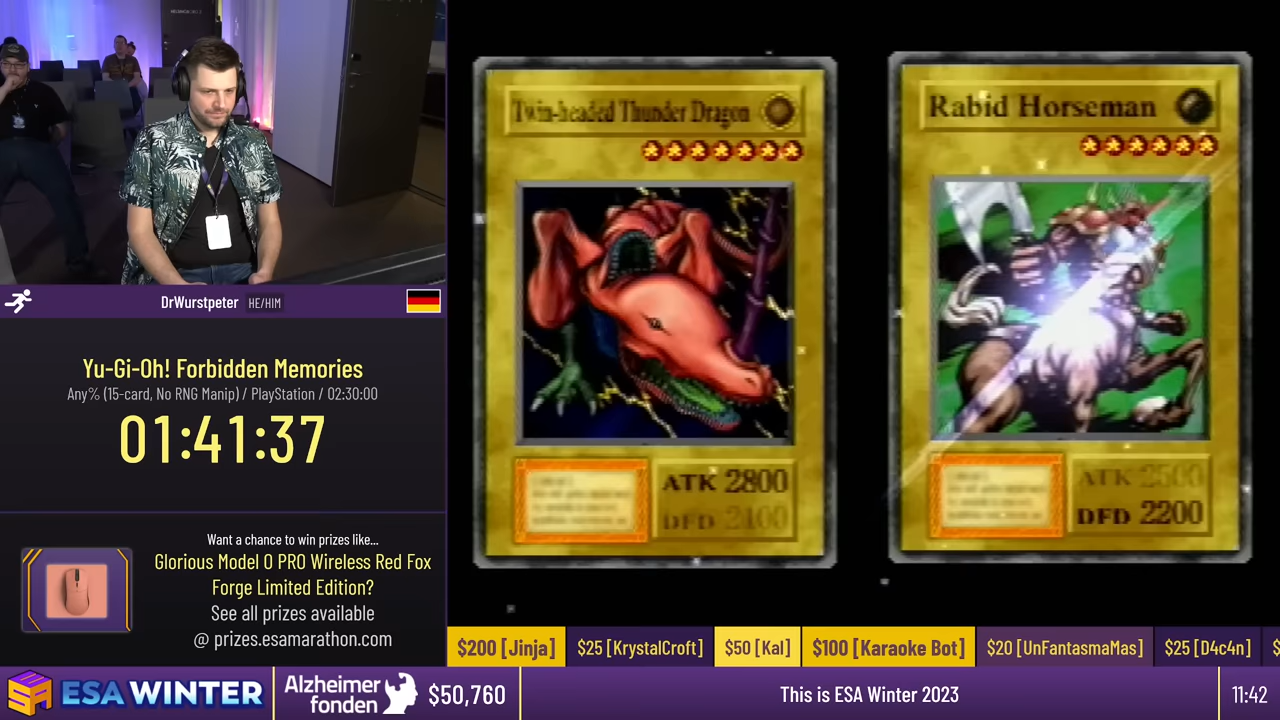 Twin-headed Thunder Dragon
ATK 2800
DFD 2100
Rabid Horseman
ATK 2500
DFD 2200
DrWurstpeter HE/HIM
Yu-Gi-Oh! Forbidden Memories
Any% (15-card, No RNG Manip) / PlayStation / 02:30:00
01:41:37
Want a chance to win prizes like...
Glorious Model O PRO Wireless Red Fox
Forge Limited Edition?
See all prizes available
@ prizes.esamarathon.com
$200 [Jinja] $25 [KrystalCroft] $50 [Kal] $100 [Karaoke Bot] $20 [UnFantasmaMas] $25 [D4c4n] $
ESA WINTER
Alzheimer
fonden
$50,760
This is ESA Winter 2023
11:42